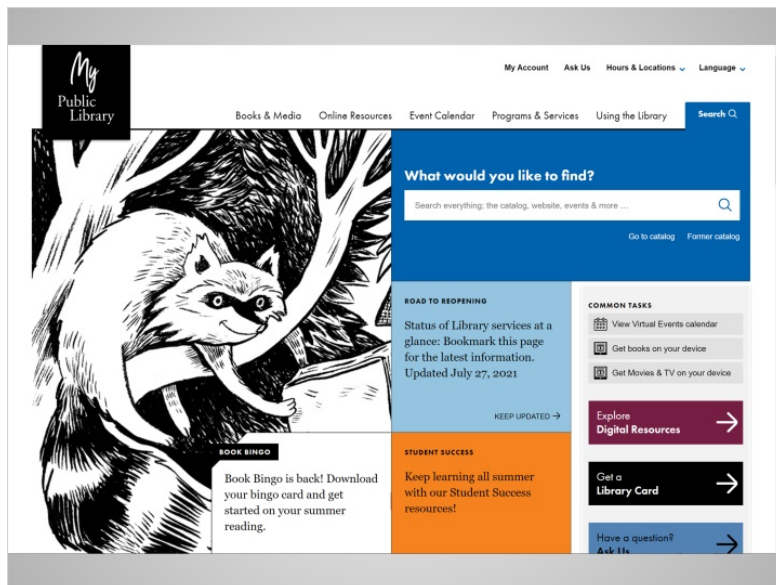 My
Public
Library
My Account Ask Us Hours & Locations Language
Books & Media Online Resources Event Calendar Programs & Services Using the Library Search
What would you like to find?
Search everything; the catalog, website, events & more ...
Go to catalog Former catalog
ROAD TO REOPENING
Status of Library services at a
glance: Bookmark this page
for the latest information.
Updated July 27, 2021
KEEP UPDATED →
COMMON TASKS
View Virtual Events calendar
Get books on your device
Get Movies & TV on your device
Explore
Digital Resources
Get a
Library Card
Have a question?
Ask Us
BOOK BINGO
Book Bingo is back! Download
your bingo card and get
started on your summer
reading.
STUDENT SUCCESS
Keep learning all summer
with our Student Success
resources!